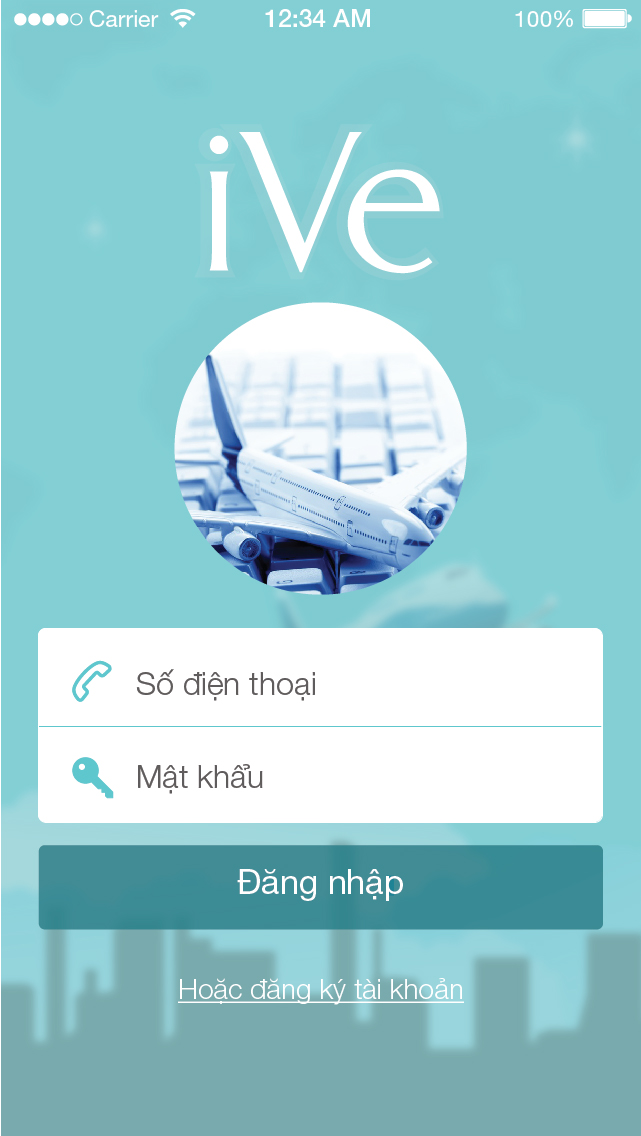 Carrier 12:34 AM 100%
iVe
Số điện thoại
Mật khẩu
Đăng nhập
Hoặc đăng ký tài khoản